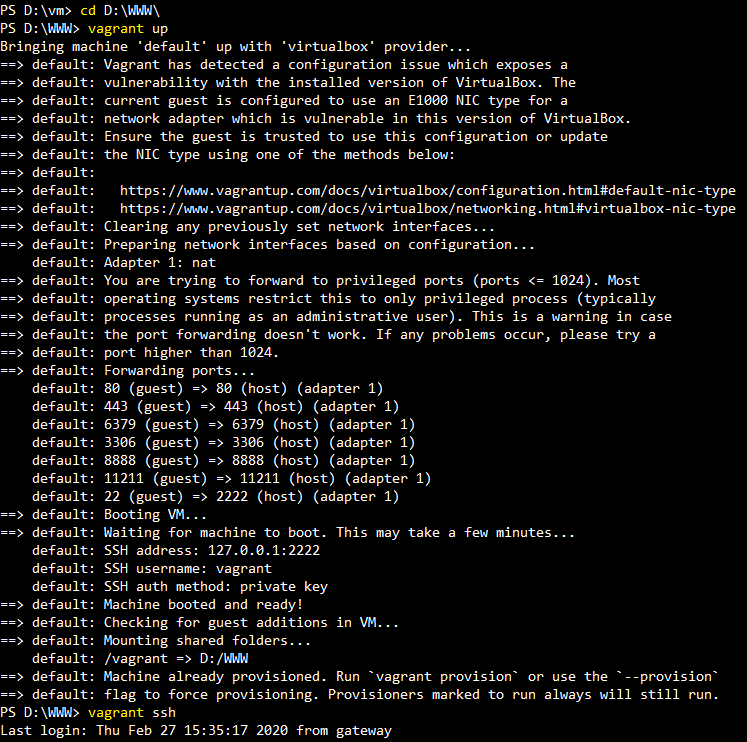 PS D:\vm> cd D:\WWW\
PS D:\WWW> vagrant up
Bringing machine 'default' up with 'virtualbox' provider...
==> default: Vagrant has detected a configuration issue which exposes a
==> default: vulnerability with the installed version of VirtualBox. The
==> default: current guest is configured to use an E1000 NIC type for a
==> default: network adapter which is vulnerable in this version of VirtualBox.
==> default: Ensure the guest is trusted to use this configuration or update
==> default: the NIC type using one of the methods below:
==> default:
==> default:   https://www.vagrantup.com/docs/virtualbox/configuration.html#default-nic-type
==> default:   https://www.vagrantup.com/docs/virtualbox/networking.html#virtualbox-nic-type
==> default: Clearing any previously set network interfaces...
==> default: Preparing network interfaces based on configuration...
    default: Adapter 1: nat
==> default: You are trying to forward to privileged ports (ports <= 1024). Most
==> default: operating systems restrict this to only privileged process (typically
==> default: processes running as an administrative user). This is a warning in case
==> default: the port forwarding doesn't work. If any problems occur, please try a
==> default: port higher than 1024.
==> default: Forwarding ports...
    default: 80 (guest) => 80 (host) (adapter 1)
    default: 443 (guest) => 443 (host) (adapter 1)
    default: 6379 (guest) => 6379 (host) (adapter 1)
    default: 3306 (guest) => 3306 (host) (adapter 1)
    default: 8888 (guest) => 8888 (host) (adapter 1)
    default: 11211 (guest) => 11211 (host) (adapter 1)
    default: 22 (guest) => 2222 (host) (adapter 1)
==> default: Booting VM...
==> default: Waiting for machine to boot. This may take a few minutes...
    default: SSH address: 127.0.0.1:2222
    default: SSH username: vagrant
    default: SSH auth method: private key
==> default: Machine booted and ready!
==> default: Checking for guest additions in VM...
==> default: Mounting shared folders...
    default: /vagrant => D:/WWW
==> default: Machine already provisioned. Run `vagrant provision` or use the `--provision`
==> default: flag to force provisioning. Provisioners marked to run always will still run.
PS D:\WWW> vagrant ssh
Last login: Thu Feb 27 15:35:17 2020 from gateway